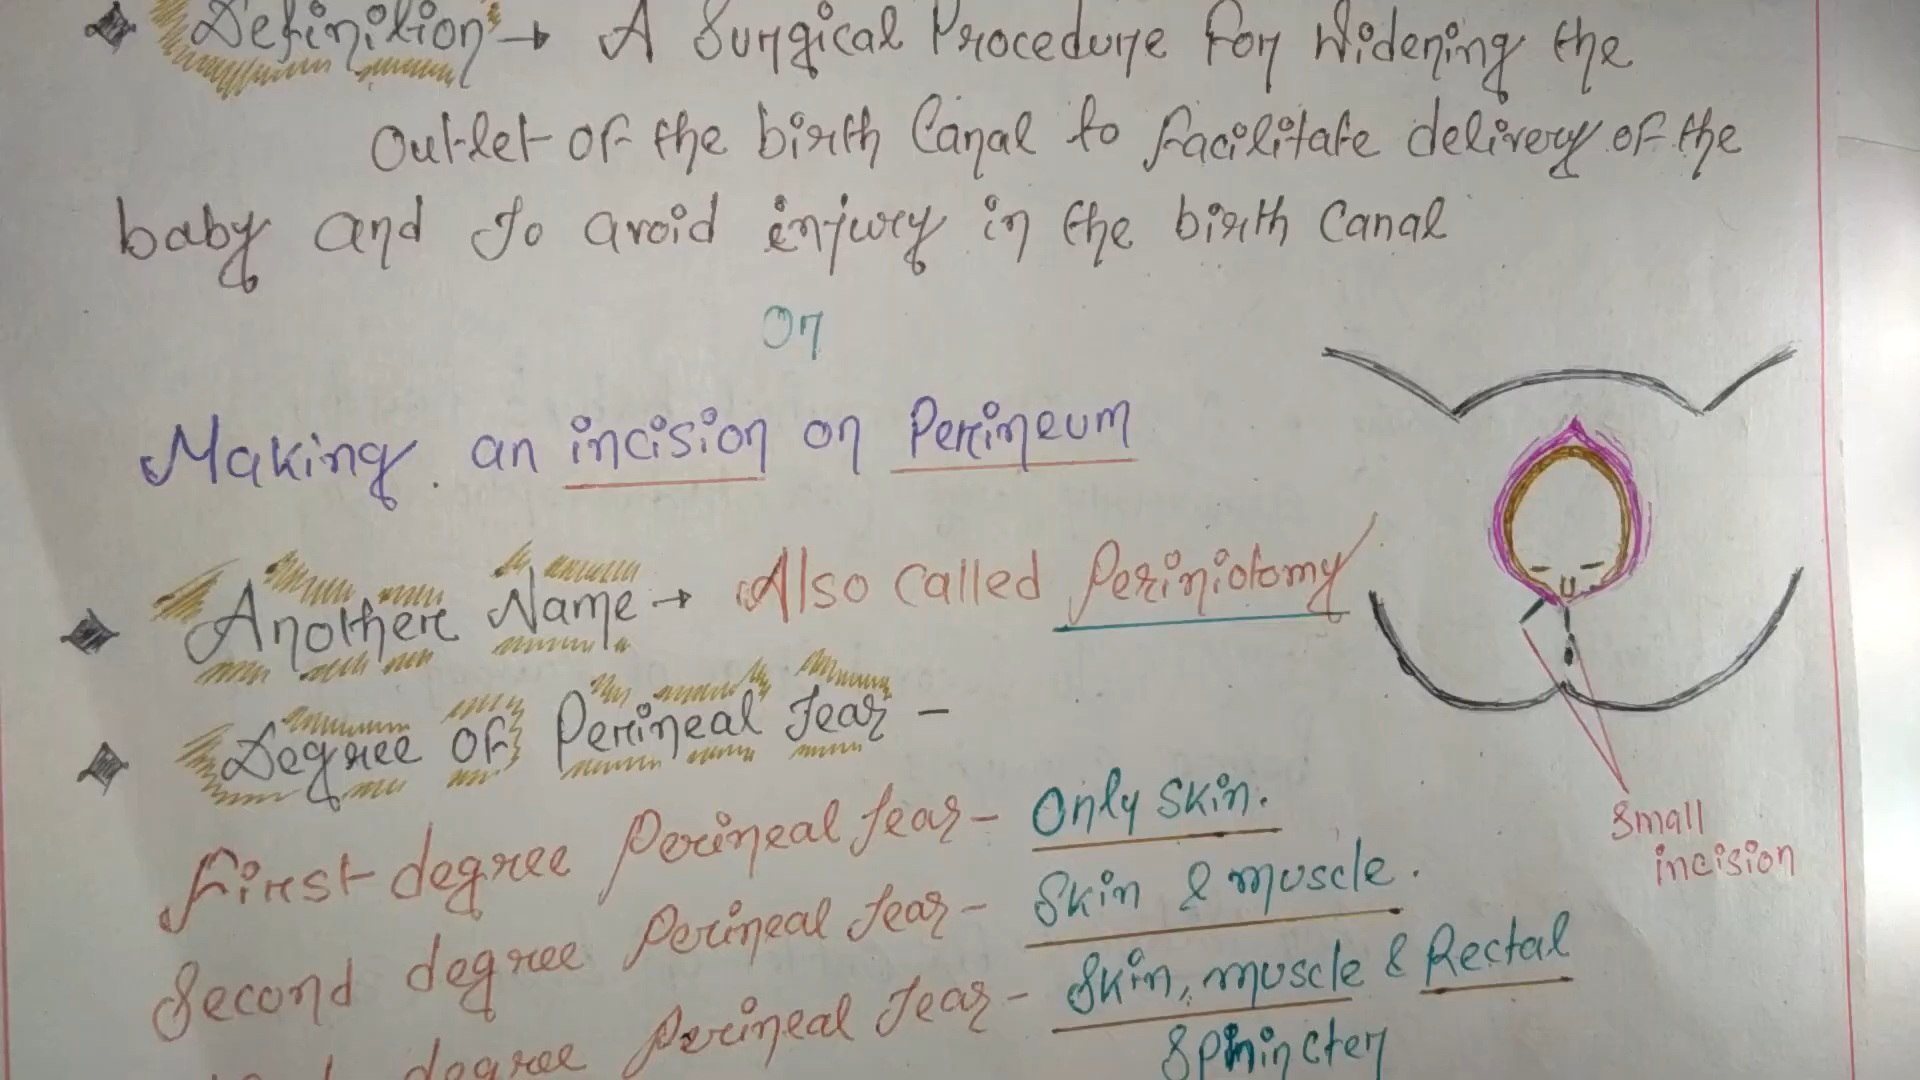 Definition → A Surgical Procedure For Widening the
Outlet of the birth Canal to facilitate delivery of the
baby and To avoid injury in the birth Canal
Or
Making an incision on Perineum
Another Name → Also called Periniotomy
Degree of Perineal Tear -
First degree Perineal Tear - Only Skin.
Second degree Perineal Tear - Skin & muscle.
degree Perineal Tear - Skin, muscle & Rectal
Sphincter
Small
incision